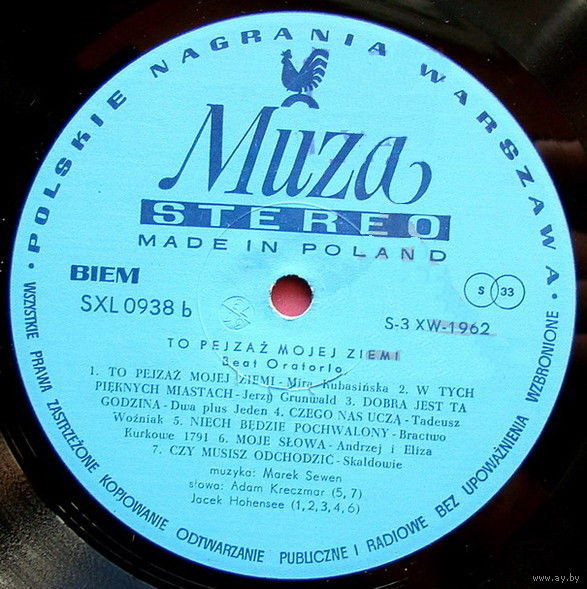 • POLSKIE NAGRANIA WARSZAWA •
Muza
STEREO
MADE IN POLAND
BIEM
SXL 0938 b
S 33
S-3 XW-1962
TO PEJZAŻ MOJEJ ZIEMI
Beat Oratorio
1. TO PEJZAŻ MOJEJ ZIEMI - Mira Kubasińska 2. W TYCH
PIĘKNYCH MIASTACH - Jerzy Grunwald 3. DOBRA JEST TA
GODZINA - Dwa plus Jeden 4. CZEGO NAS UCZĄ - Tadeusz
Woźniak 5. NIECH BĘDZIE POCHWALONY - Bractwo
Kurkowe 1791 6. MOJE SŁOWA - Andrzej i Eliza
7. CZY MUSISZ ODCHODZIĆ - Skaldowie
muzyka: Marek Sewen
słowa: Adam Kreczmar (5, 7)
Jacek Hohensee (1, 2, 3, 4, 6)
WSZYSTKIE PRAWA ZASTRZEŻONE KOPIOWANIE ODTWARZANIE PUBLICZNE I RADIOWE BEZ UPOWAŻNIENIA WZBRONIONE
www.ay.by